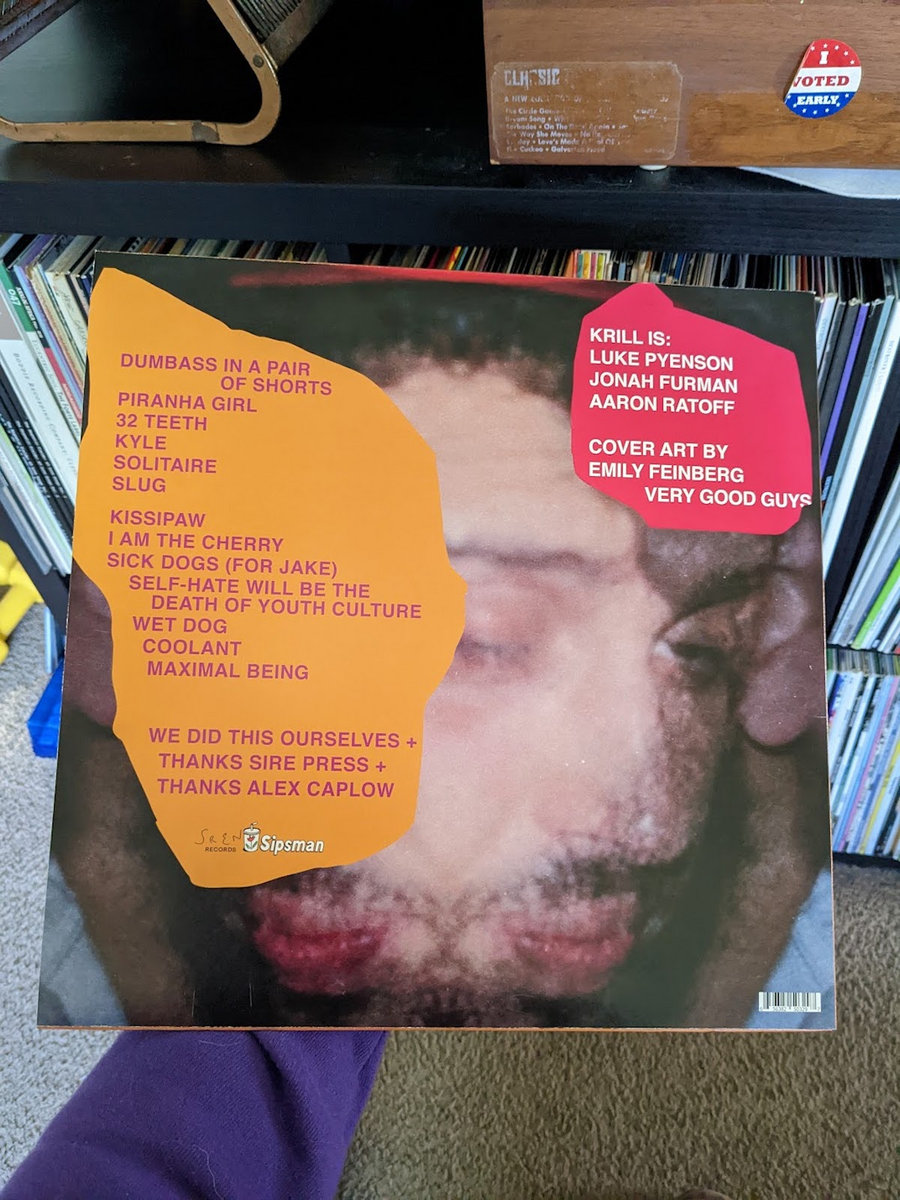 I
VOTED
EARLY
CLASSIC
DUMBASS IN A PAIR
OF SHORTS
PIRANHA GIRL
32 TEETH
KYLE
SOLITAIRE
SLUG
KISSIPAW
I AM THE CHERRY
SICK DOGS (FOR JAKE)
SELF-HATE WILL BE THE
DEATH OF YOUTH CULTURE
WET DOG
COOLANT
MAXIMAL BEING
WE DID THIS OURSELVES +
THANKS SIRE PRESS +
THANKS ALEX CAPLOW
SREN
RECORDS
Sipsman
KRILL IS:
LUKE PYENSON
JONAH FURMAN
AARON RATOFF
COVER ART BY
EMILY FEINBERG
VERY GOOD GUYS